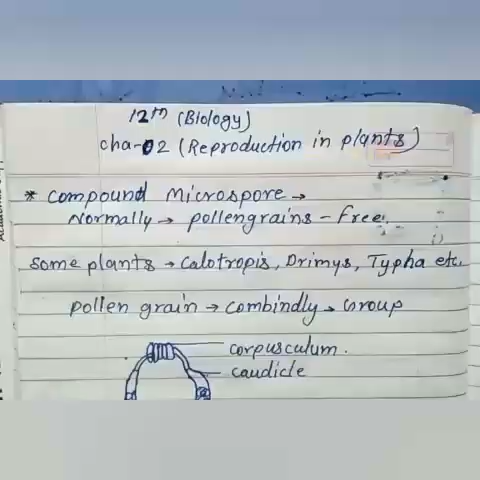 12th (Biology)
cha-02 (Reproduction in plants)
* compound Microspore →
Normally → pollengrains - free.
some plants → Calotropis, Drimys, Typha etc.
pollen grain → combindly → Group
corpusculum.
caudicle